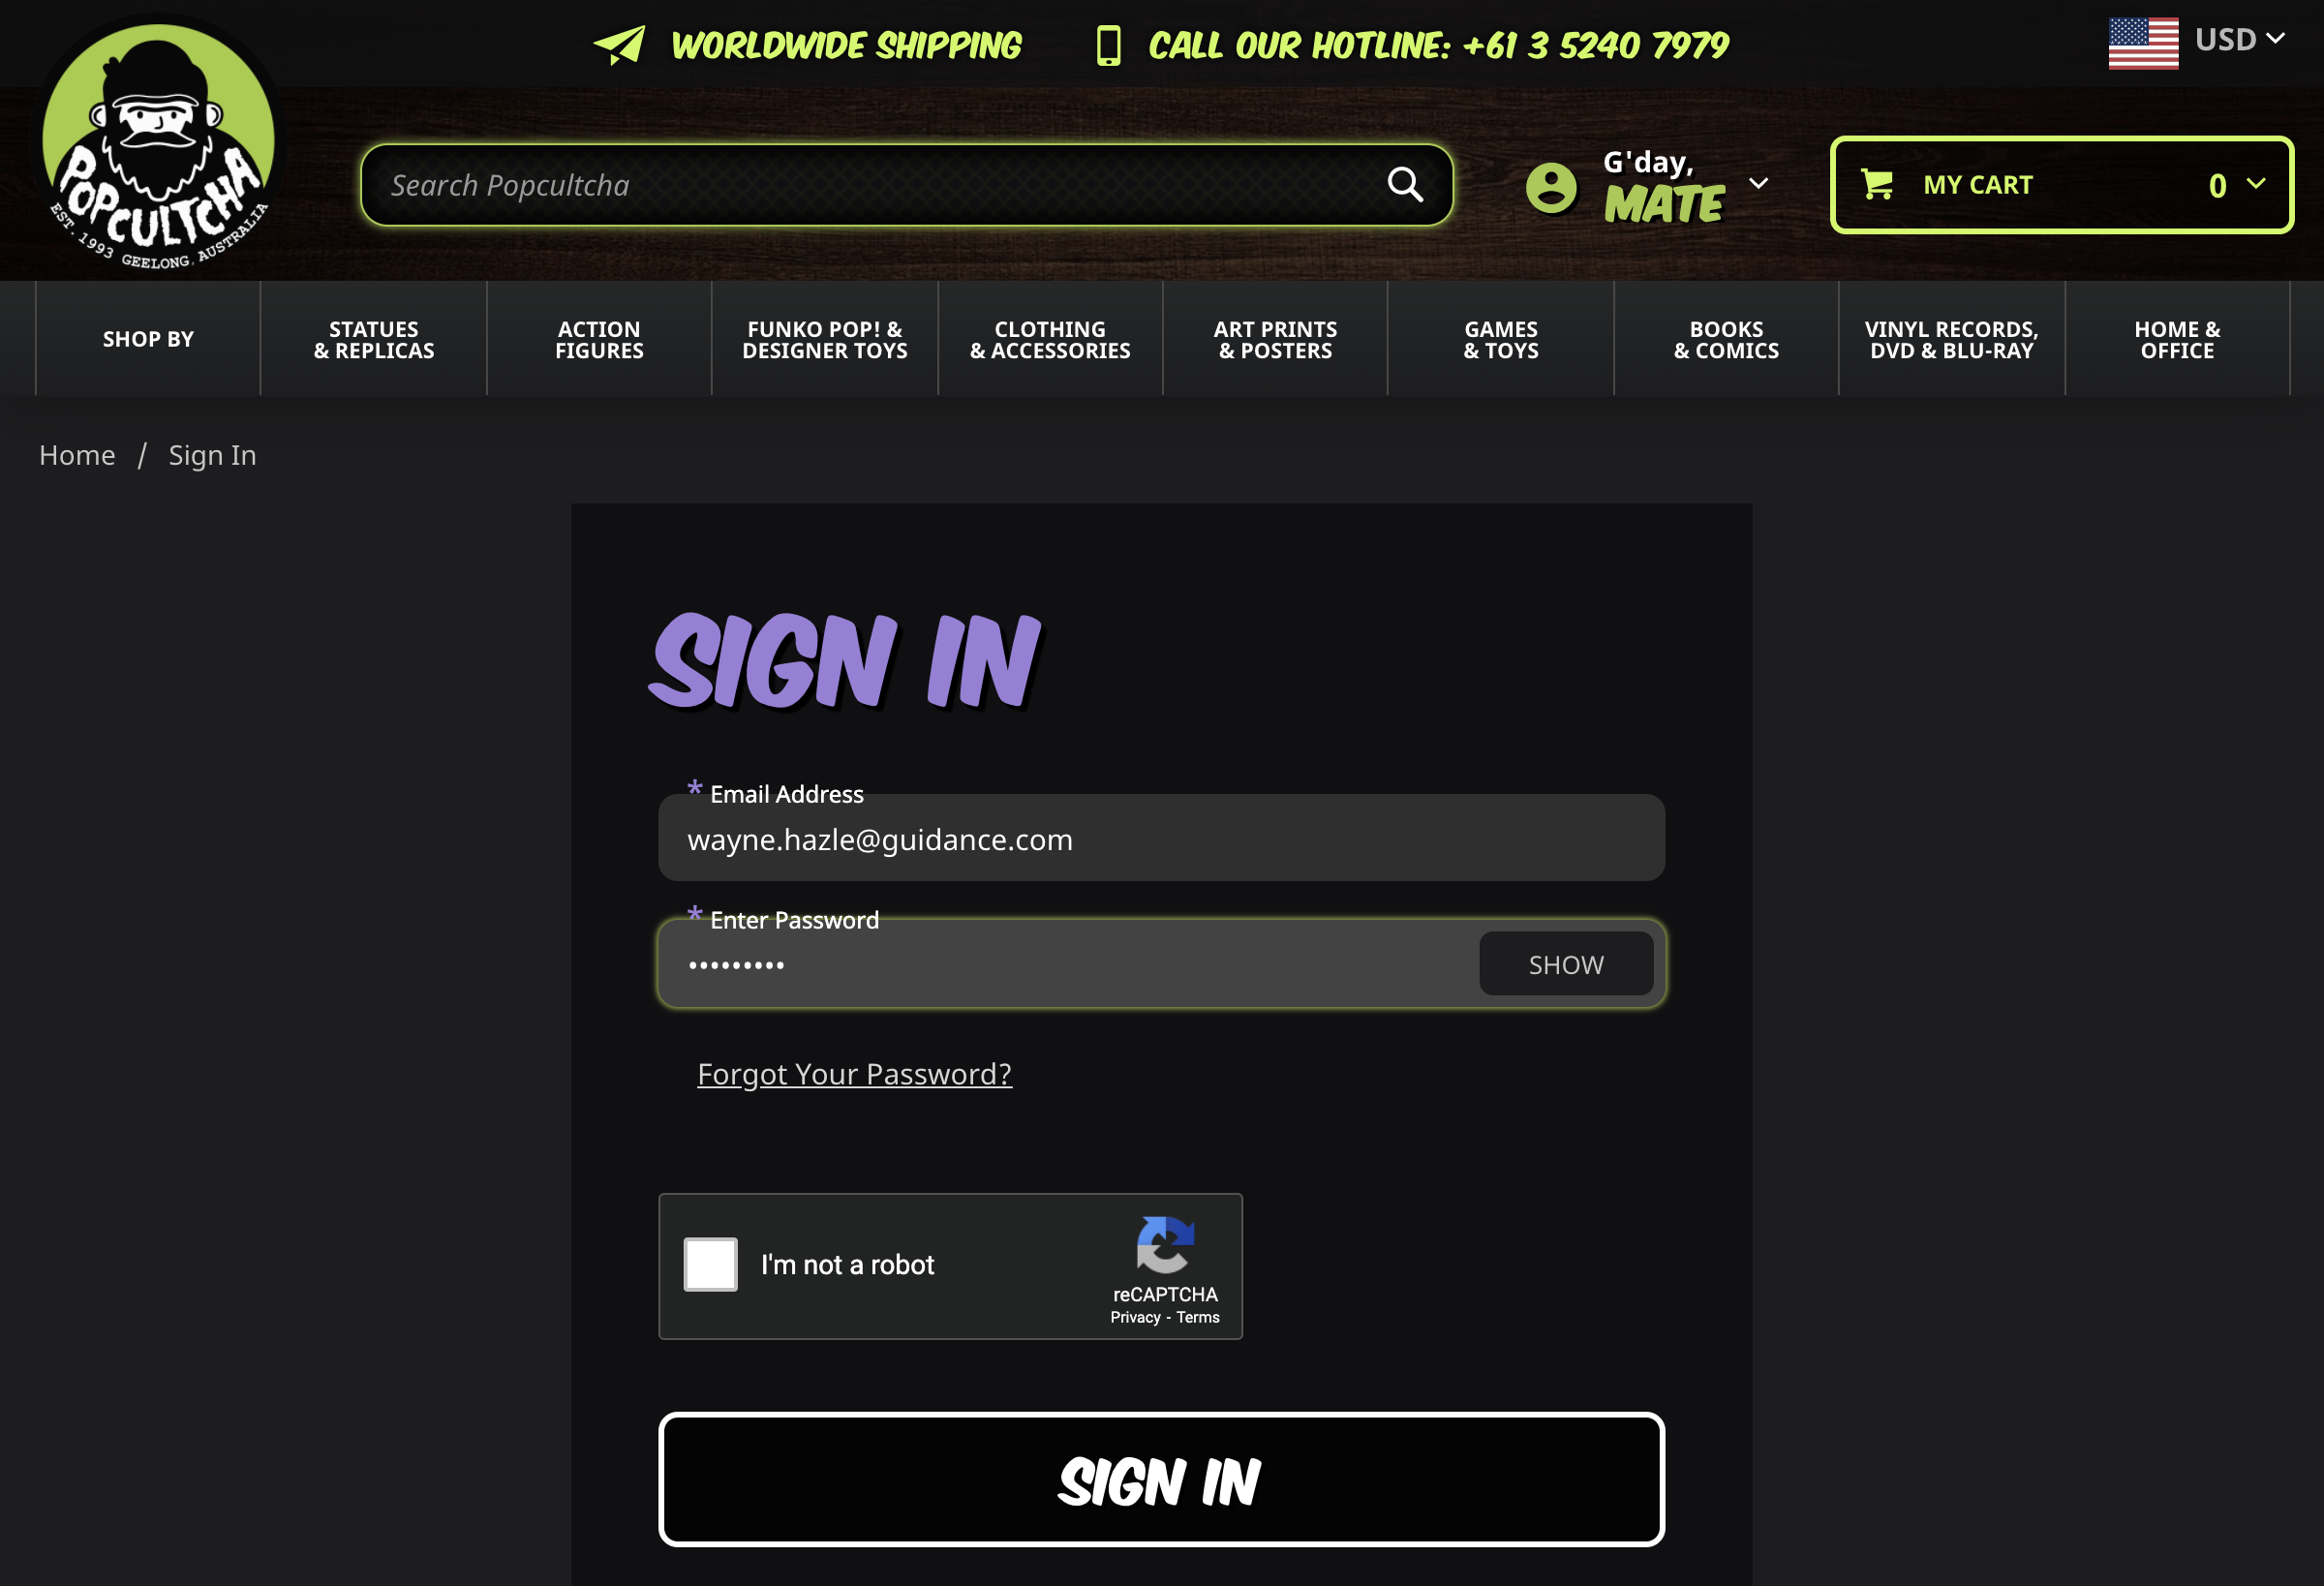 WORLDWIDE SHIPPING
CALL OUR HOTLINE: +61 3 5240 7979
USD
POPCULTCHA
EST. 1993 GEELONG, AUSTRALIA
Search Popcultcha
G'day,
MATE
MY CART
0
SHOP BY
STATUES
& REPLICAS
ACTION
FIGURES
FUNKO POP! &
DESIGNER TOYS
CLOTHING
& ACCESSORIES
ART PRINTS
& POSTERS
GAMES
& TOYS
BOOKS
& COMICS
VINYL RECORDS,
DVD & BLU-RAY
HOME &
OFFICE
Home / Sign In
SIGN IN
* Email Address
wayne.hazle@guidance.com
* Enter Password
•••••••••
SHOW
Forgot Your Password?
I'm not a robot
reCAPTCHA
Privacy - Terms
SIGN IN